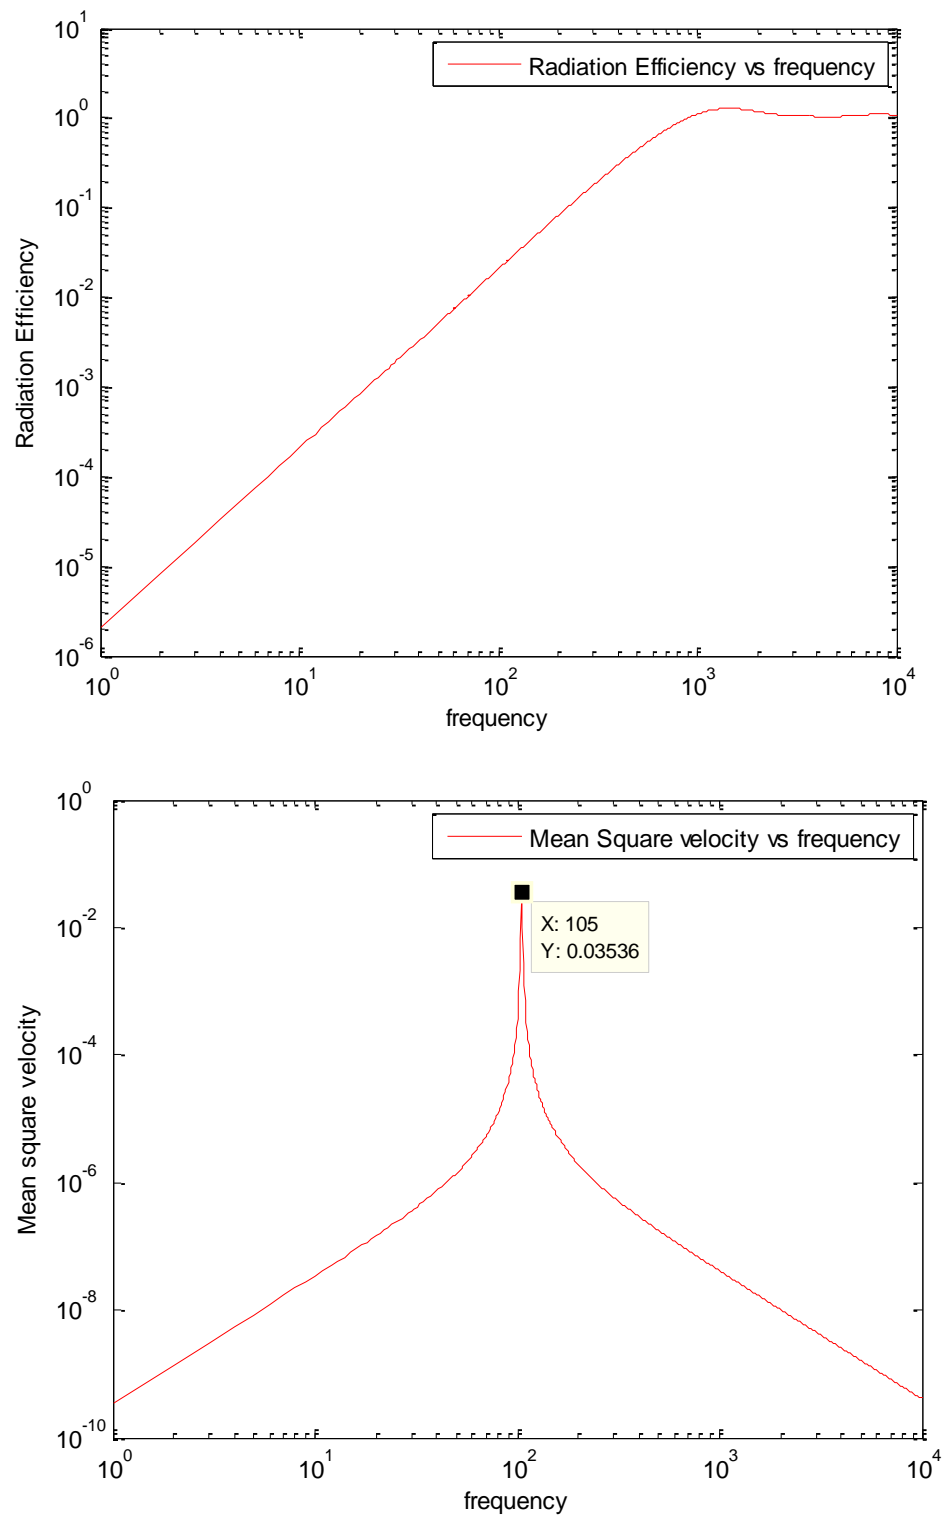 10^1
Radiation Efficiency vs frequency
10^0
10^-1
10^-2
10^-3
10^-4
10^-5
10^-6
Radiation Efficiency
10^0 10^1 10^2 10^3 10^4
frequency
10^0
Mean Square velocity vs frequency
X: 105
Y: 0.03536
10^-2
10^-4
10^-6
10^-8
10^-10
Mean square velocity
10^0 10^1 10^2 10^3 10^4
frequency